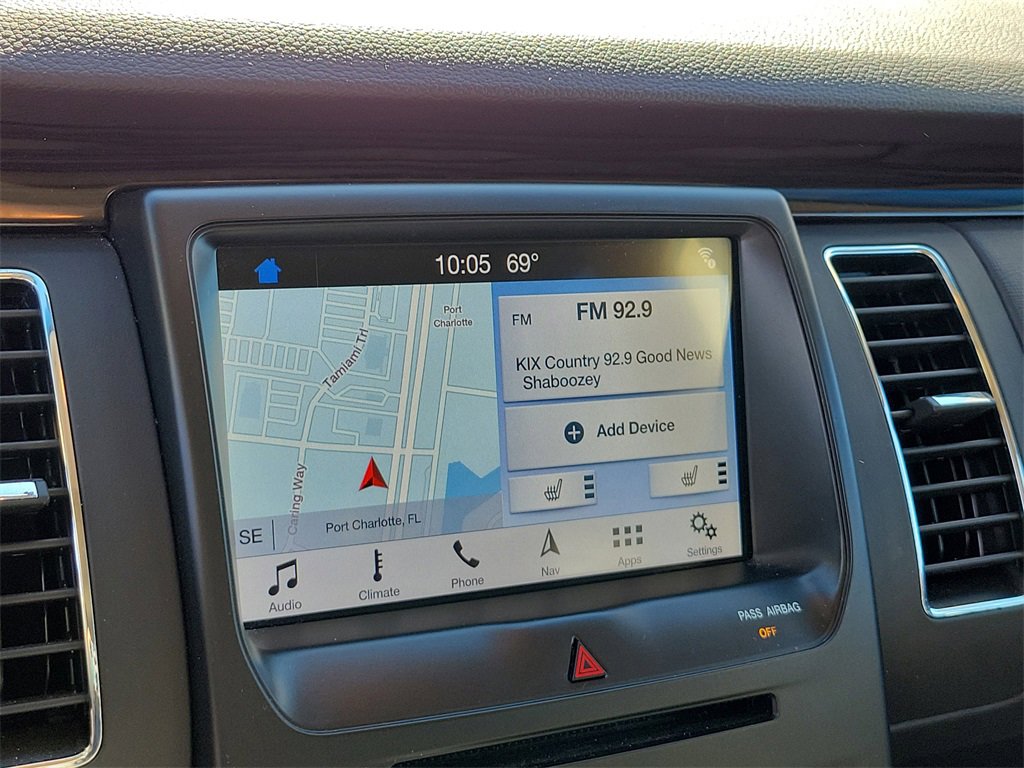 10:05 69°
Port
Charlotte
Tamiami Trl
Caring Way
SE
Port Charlotte, FL
FM
FM 92.9
KIX Country 92.9 Good News
Shaboozey
Add Device
Audio
Climate
Phone
Nav
Apps
Settings
PASS AIRBAG
OFF